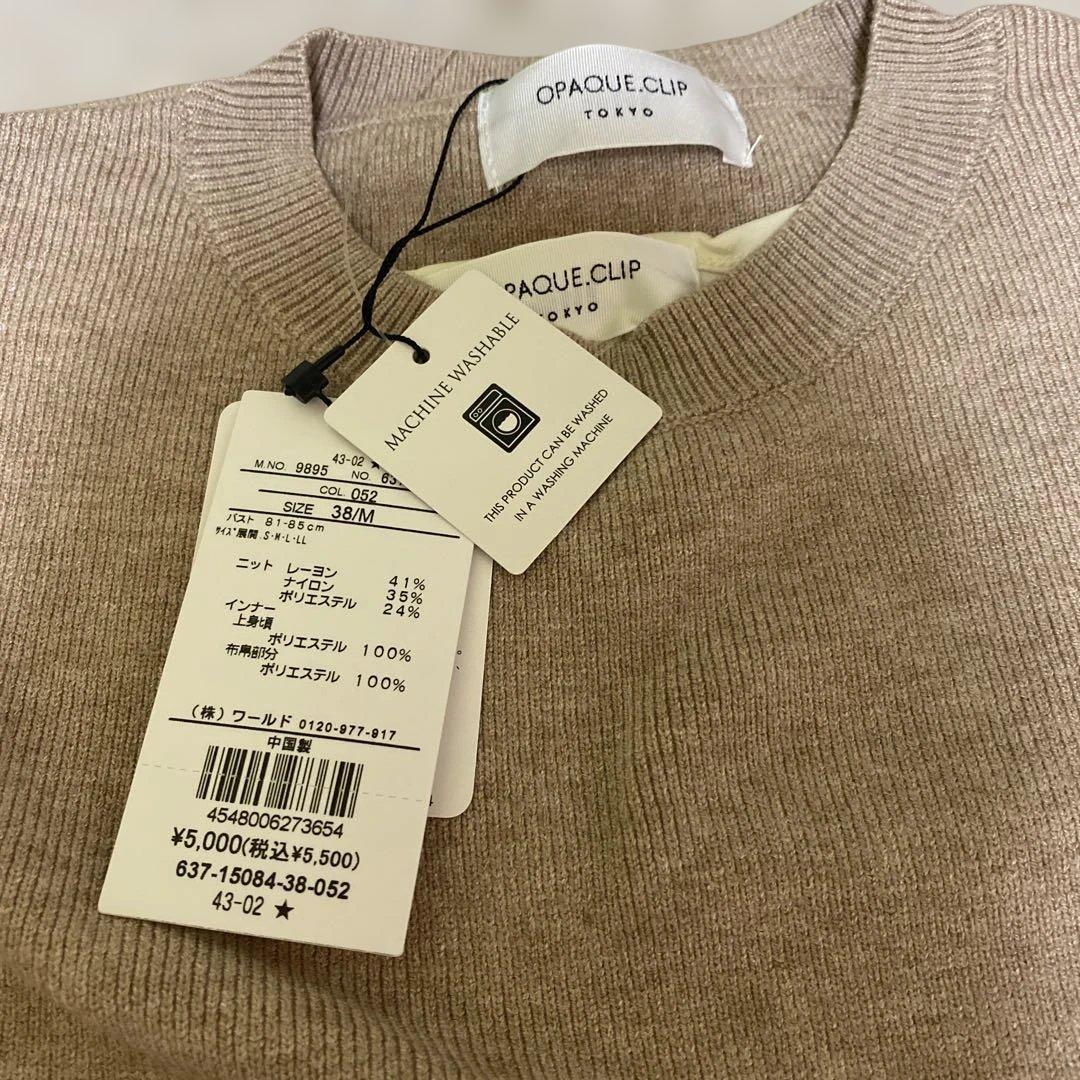 OPAQUE.CLIP
TOKYO
PAQUE.CLIP
OKYO
MACHINE WASHABLE
THIS PRODUCT CAN BE WASHED
IN A WASHING MACHINE
43-02 ★
M.NO. 9895 NO. 637
COL. 052
SIZE 38/M
バスト 81-85cm
ｻｲｽﾞ展開.S・M・L・LL
ニット レーヨン 41%
ナイロン 35%
ポリエステル 24%
インナー
上身頃
ポリエステル 100%
布帛部分
ポリエステル 100%
(株)ワールド 0120-977-917
中国製
4548006273654
¥5,000(税込¥5,500)
637-15084-38-052
43-02 ★